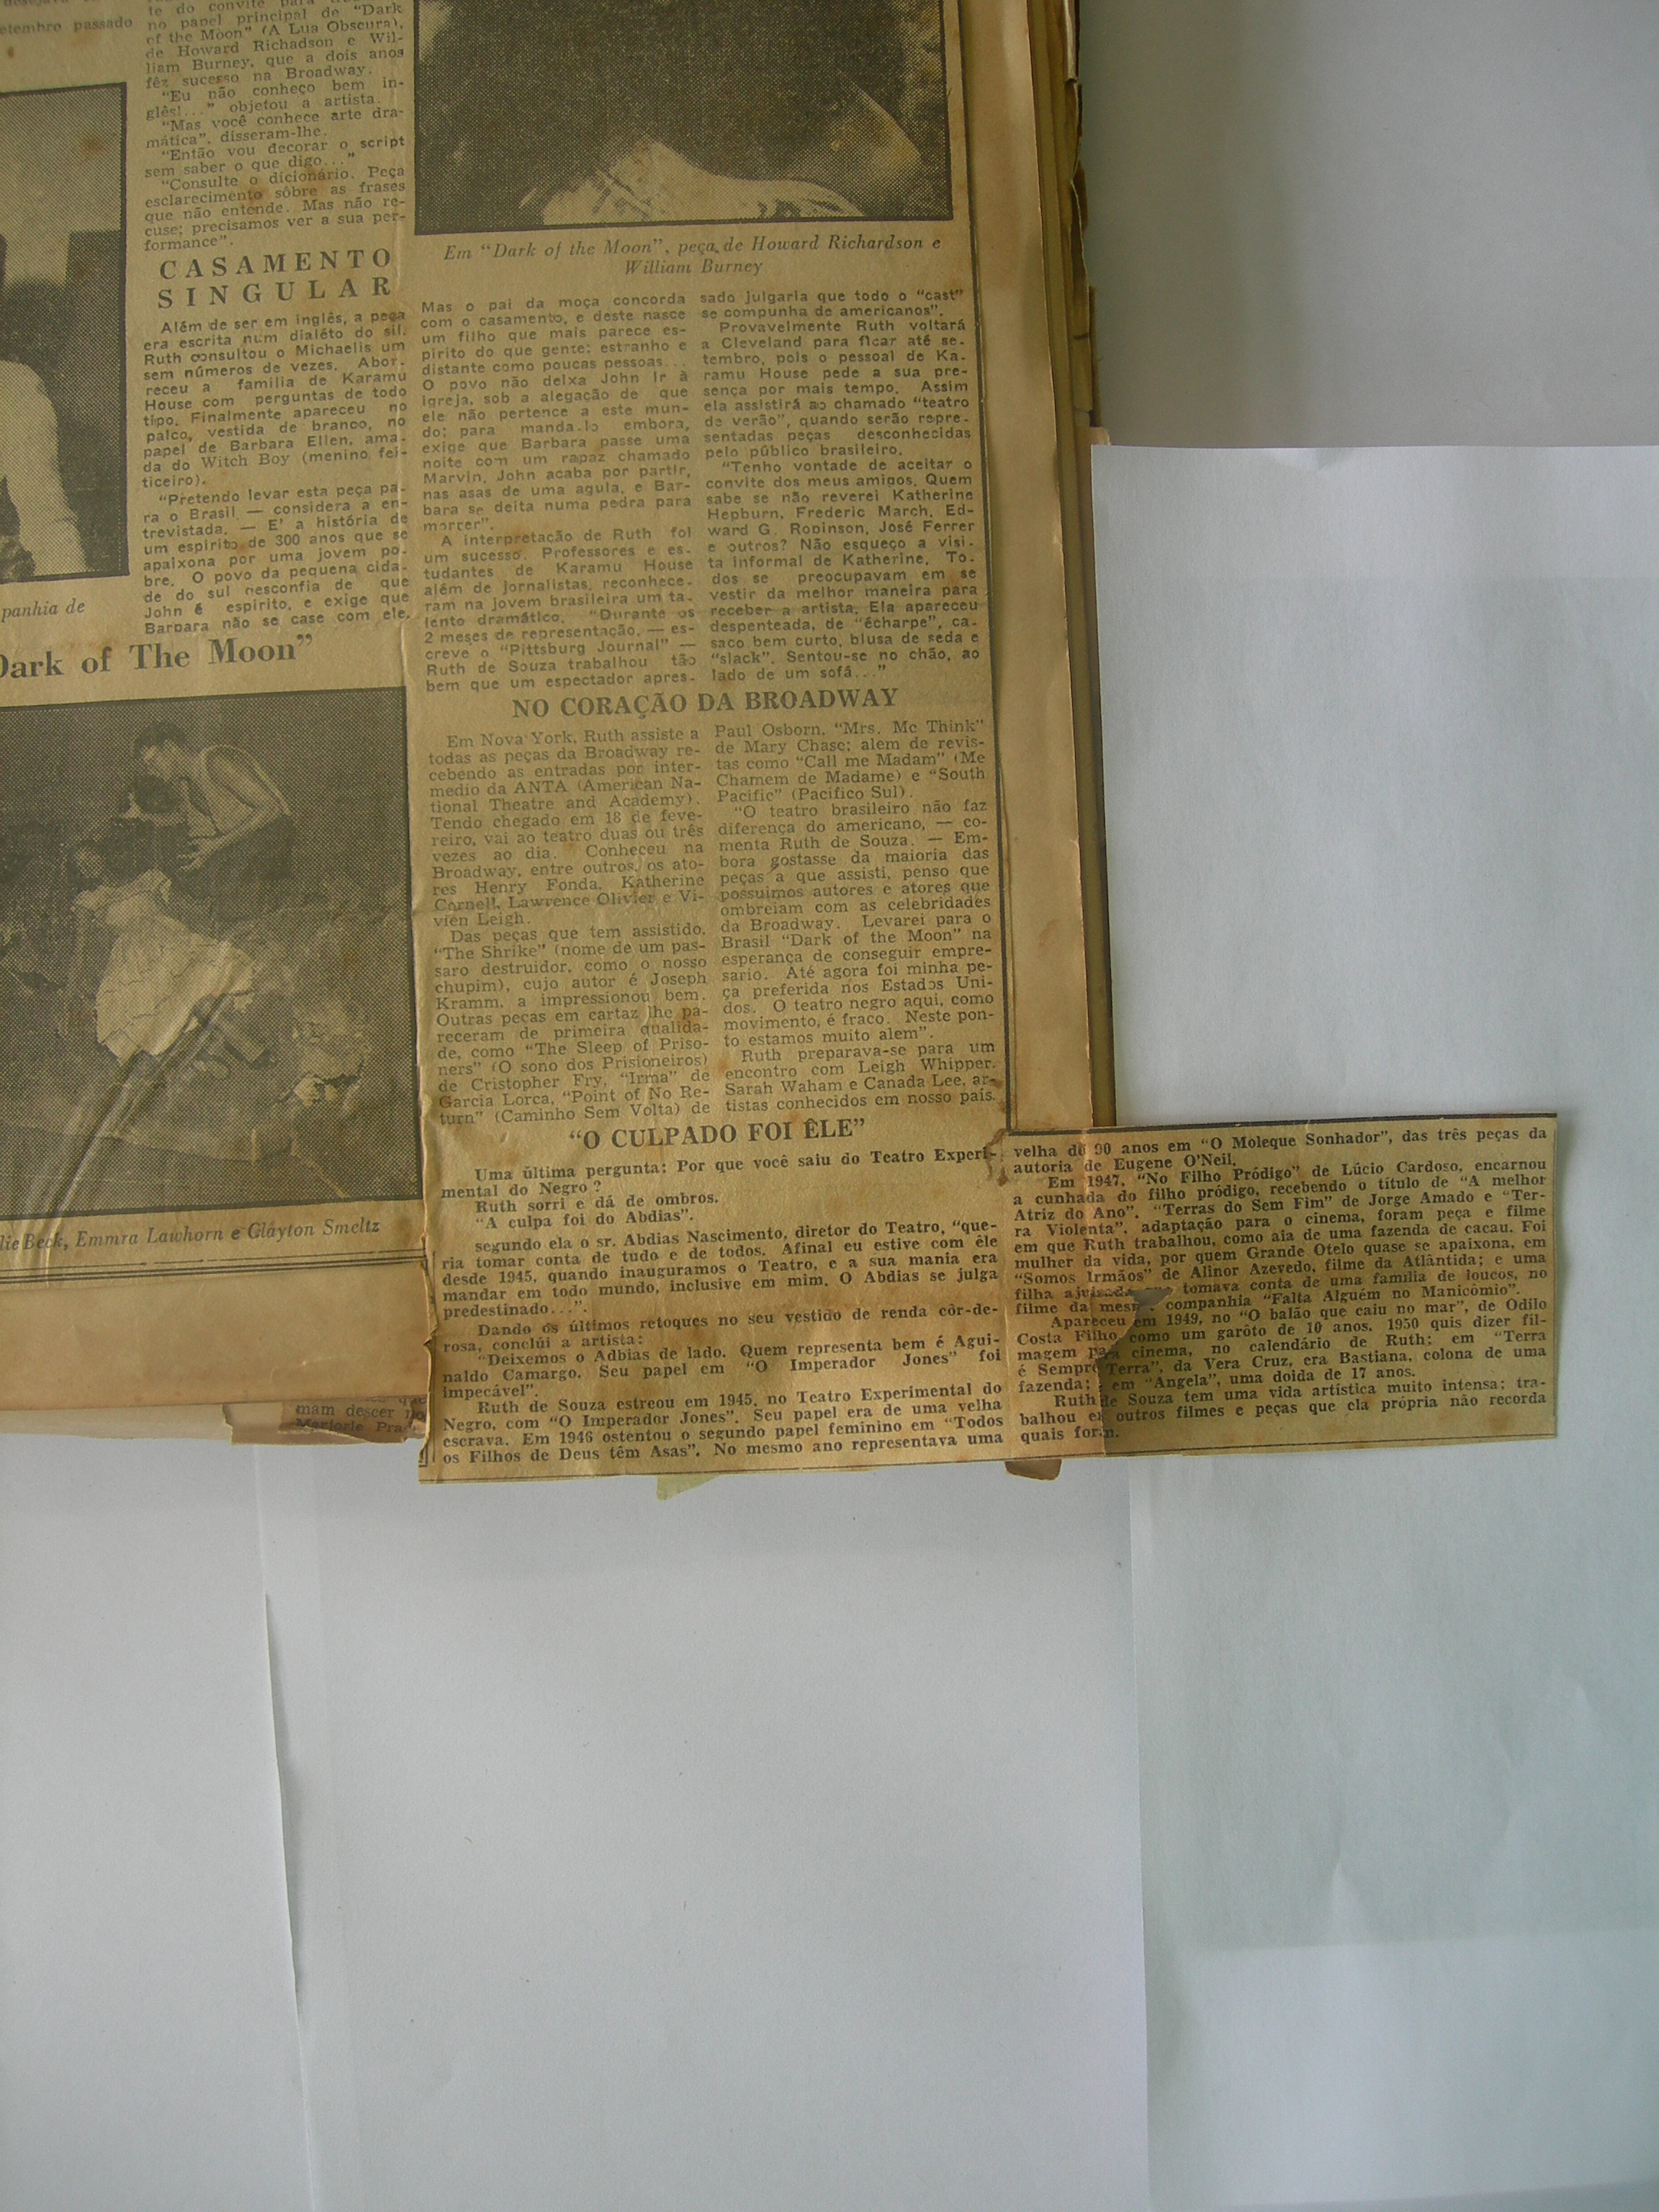 etembro passado
te do convite para
no papel principal de "Dark
of the Moon" (A Lua Obscura),
de Howard Richadson e Wil-
liam Burney, que a dois anos
fêz sucesso na Broadway.
"Eu não conheço bem in-
glês!..." objetou a artista.
"Mas você conhece arte dra-
mática", disseram-lhe.
"Então vou decorar o script
sem saber o que digo..."
"Consulte o dicionário. Peça
esclarecimento sôbre as frases
que não entende. Mas não re-
cuse; precisamos ver a sua per-
formance".
CASAMENTO
SINGULAR
Além de ser em inglês, a peça
era escrita num dialéto do sil.
Ruth consultou o Michaelis um
sem números de vezes. Abor-
receu a familia de Karamu
House com perguntas de todo
tipo. Finalmente apareceu no
palco, vestida de branco, no
papel de Barbara Ellen, ama-
da do Witch Boy (menino fei-
ticeiro).
"Pretendo levar esta peça pa-
ra o Brasil — considera a en-
trevistada. — E' a história de
um espirito de 300 anos que se
apaixona por uma jovem po-
bre. O povo da pequena cida-
de do sul desconfia de que
John é espirito, e exige que
Barbara não se case com ele.
panhia de
Dark of The Moon"
lie Beck, Emmra Lawhorn e Gláyton Smeltz
Em "Dark of the Moon", peça de Howard Richardson e
William Burney
Mas o pai da moça concorda
com o casamento, e deste nasce
um filho que mais parece es-
pirito do que gente: estranho e
distante como poucas pessoas...
O povo não deixa John ir à
igreja, sob a alegação de que
ele não pertence a este mun-
do; para manda-lo embora,
exige que Barbara passe uma
noite com um rapaz chamado
Marvin. John acaba por partir,
nas asas de uma aguia, e Bar-
bara se deita numa pedra para
morrer".
A interpretação de Ruth foi
um sucesso. Professores e es-
tudantes de Karamu House
além de jornalistas, reconhece-
ram na jovem brasileira um ta-
lento dramático. "Durante os
2 meses de representação, — es-
creve o "Pittsburg Journal" —
Ruth de Souza trabalhou tão
bem que um espectador apres-
sado julgaria que todo o "cast"
se compunha de americanos".
Provavelmente Ruth voltará
a Cleveland para ficar até se-
tembro, pois o pessoal de Ka-
ramu House pede a sua pre-
sença por mais tempo. Assim
ela assistirá ao chamado "teatro
de verão", quando serão repre-
sentadas peças desconhecidas
pelo público brasileiro.
"Tenho vontade de aceitar o
convite dos meus amigos. Quem
sabe se não reverei Katherine
Hepburn, Frederic March, Ed-
ward G. Robinson, José Ferrer
e outros? Não esqueço a visi-
ta informal de Katherine. To-
dos se preocupavam em se
vestir da melhor maneira para
receber a artista. Ela apareceu
despenteada, de "écharpe", ca-
saco bem curto, blusa de seda e
"slack". Sentou-se no chão, ao
lado de um sofá..."
NO CORAÇÃO DA BROADWAY
Em Nova York, Ruth assiste a
todas as peças da Broadway re-
cebendo as entradas por inter-
medio da ANTA (American Na-
tional Theatre and Academy).
Tendo chegado em 18 de feve-
reiro, vai ao teatro duas ou três
vezes ao dia. Conheceu na
Broadway, entre outros, os ato-
res Henry Fonda, Katherine
Cornell, Lawrence Olivier e Vi-
vien Leigh.
Das peças que tem assistido,
"The Shrike" (nome de um pas-
saro destruidor, como o nosso
chupim), cujo autor é Joseph
Kramm, a impressionou bem.
Outras peças em cartaz lhe pa-
receram de primeira qualida-
de, como "The Sleep of Priso-
ners" (O sono dos Prisioneiros)
de Cristopher Fry, "Irma" de
Garcia Lorca, "Point of No Re-
turn" (Caminho Sem Volta) de
Paul Osborn, "Mrs. Mc Think"
de Mary Chase; alem de revis-
tas como "Call me Madam" (Me
Chamem de Madame) e "South
Pacific" (Pacifico Sul).
"O teatro brasileiro não faz
diferença do americano, — co-
menta Ruth de Souza. — Em-
bora gostasse da maioria das
peças a que assisti, penso que
possuimos autores e atores que
ombreiam com as celebridades
da Broadway. Levarei para o
Brasil "Dark of the Moon" na
esperança de conseguir empre-
sario. Até agora foi minha pe-
ça preferida nos Estados Uni-
dos. O teatro negro aqui, como
movimento, é fraco. Neste pon-
to estamos muito alem".
Ruth preparava-se para um
encontro com Leigh Whipper,
Sarah Waham e Canada Lee, ar-
tistas conhecidos em nosso país.
"O CULPADO FOI ÊLE"
Uma última pergunta: Por que você saiu do Teatro Experi-
mental do Negro?
Ruth sorri e dá de ombros.
"A culpa foi do Abdias".
segundo ela o sr. Abdias Nascimento, diretor do Teatro, "que-
ria tomar conta de tudo e de todos. Afinal eu estive com êle
desde 1945, quando inauguramos o Teatro, e a sua mania era
mandar em todo mundo, inclusive em mim. O Abdias se julga
predestinado...".
Dando os últimos retoques no seu vestido de renda côr-de-
rosa, conclúi a artista:
"Deixemos o Adbias de lado. Quem representa bem é Agui-
naldo Camargo. Seu papel em "O Imperador Jones" foi
impecável".
Ruth de Souza estreou em 1945, no Teatro Experimental do
Negro, com "O Imperador Jones". Seu papel era de uma velha
escrava. Em 1946 ostentou o segundo papel feminino em "Todos
os Filhos de Deus têm Asas". No mesmo ano representava uma
velha de 90 anos em "O Moleque Sonhador", das três peças da
autoria de Eugene O'Neil.
Em 1947, "No Filho Pródigo" de Lúcio Cardoso, encarnou
a cunhada do filho pródigo, recebendo o título de "A melhor
Atriz do Ano". "Terras do Sem Fim" de Jorge Amado e "Ter-
ra Violenta", adaptação para o cinema, foram peça e filme
em que Ruth trabalhou, como aia de uma fazenda de cacau. Foi
mulher da vida, por quem Grande Otelo quase se apaixona, em
"Somos Irmãos" de Alinor Azevedo, filme da Atlântida; e uma
filha tomava conta de uma família de loucos, no
filme da companhia "Falta Alguém no Manicômio".
Apareceu em 1949, no "O balão que caiu no mar", de Odilo
Costa Filho, como um garôto de 10 anos. 1950 quis dizer fil-
magem para cinema, no calendário de Ruth; em "Terra
é Sempre Terra", da Vera Cruz, era Bastiana, colona de uma
fazenda; em "Angela", uma doida de 17 anos.
Ruth de Souza tem uma vida artística muito intensa; tra-
balhou em outros filmes e peças que ela própria não recorda
quais foram.
mam descer
Marjorie Pra